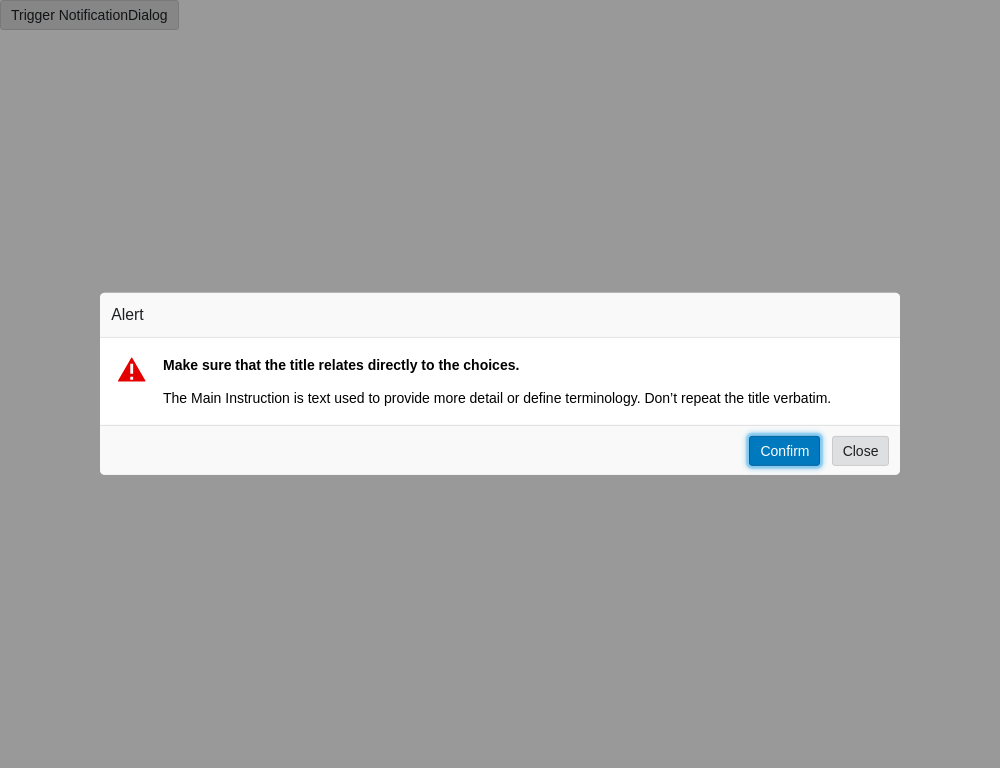 Trigger NotificationDialog
Alert
Make sure that the title relates directly to the choices.
The Main Instruction is text used to provide more detail or define terminology. Don’t repeat the title verbatim.
Confirm Close